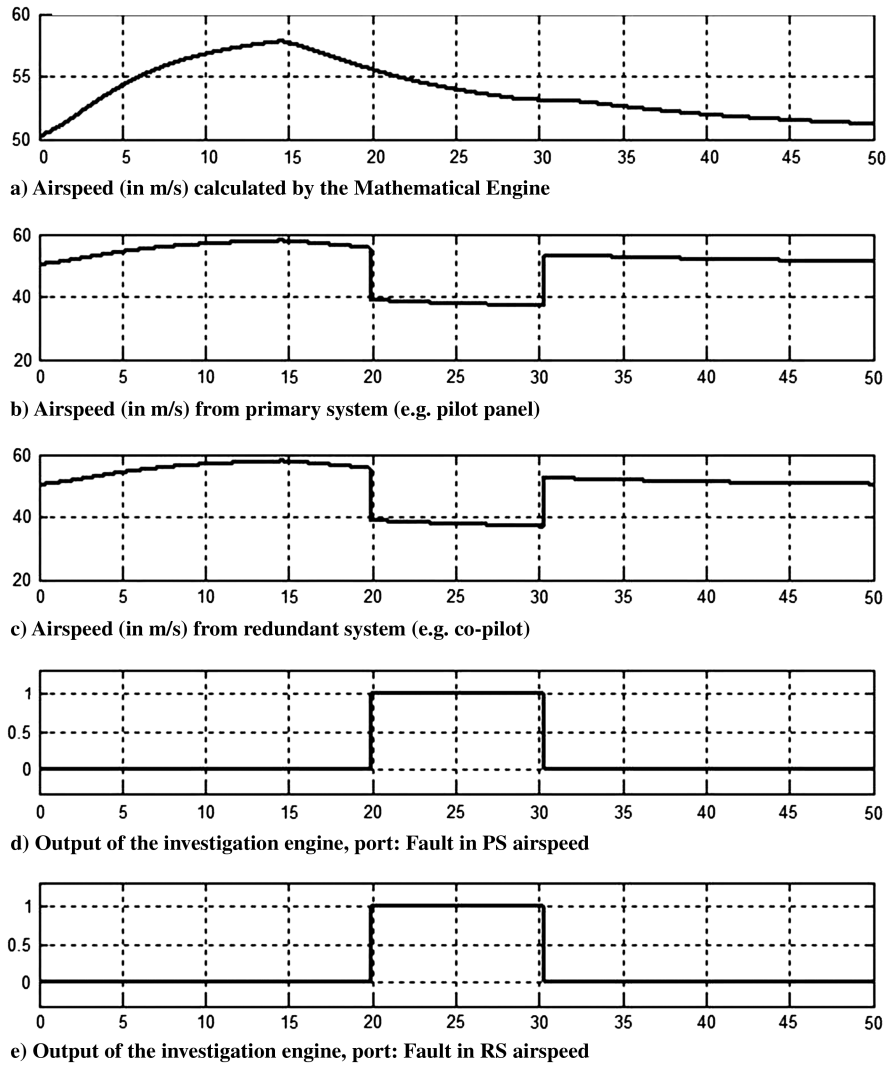 60
55
50
0 5 10 15 20 25 30 35 40 45 50
a) Airspeed (in m/s) calculated by the Mathematical Engine
60
40
20
0 5 10 15 20 25 30 35 40 45 50
b) Airspeed (in m/s) from primary system (e.g. pilot panel)
60
40
20
0 5 10 15 20 25 30 35 40 45 50
c) Airspeed (in m/s) from redundant system (e.g. co-pilot)
1
0.5
0
0 5 10 15 20 25 30 35 40 45 50
d) Output of the investigation engine, port: Fault in PS airspeed
1
0.5
0
0 5 10 15 20 25 30 35 40 45 50
e) Output of the investigation engine, port: Fault in RS airspeed